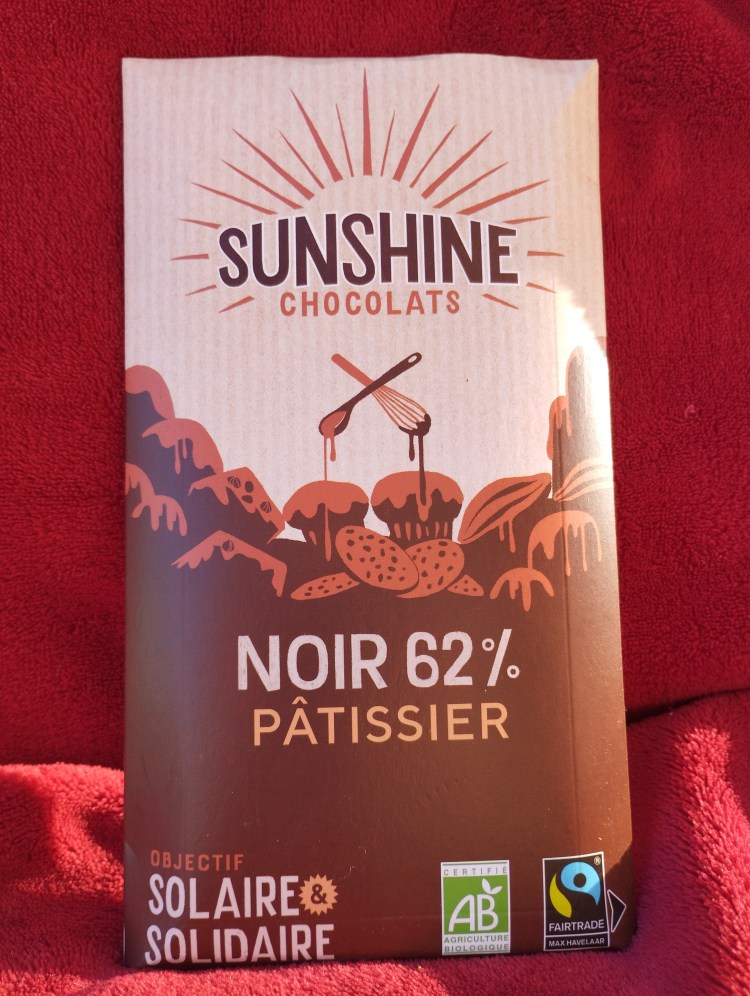 SUNSHINE
CHOCOLATS
NOIR 62%
PÂTISSIER
OBJECTIF
SOLAIRE &
SOLIDAIRE
CERTIFIÉ
AB
AGRICULTURE
BIOLOGIQUE
®
FAIRTRADE
MAX HAVELAAR